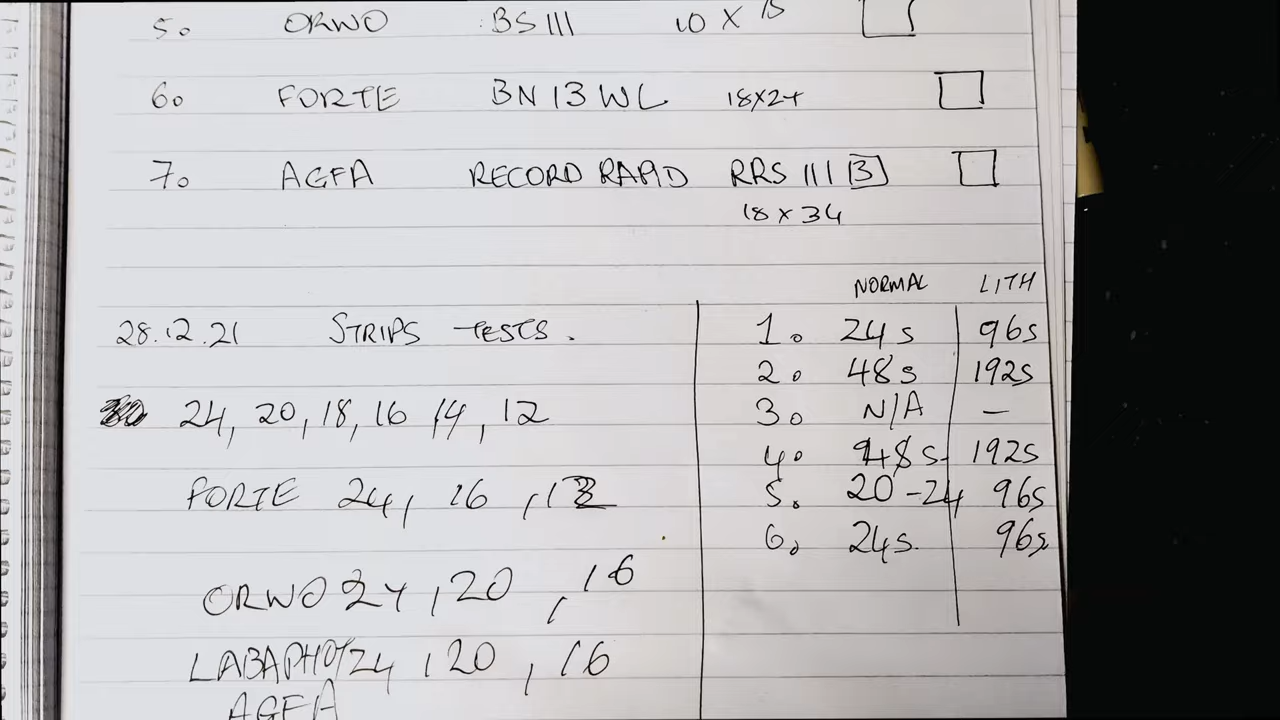 5. ORWO BS 111 10 X 15
6. FORTE BN 13 WL 18X24
7. AGFA RECORD RAPID RRS 111 3
18 X 34
NORMAL LITH
28.12.21 STRIPS TESTS.
24, 20, 18, 16 14, 12
FORTE 24, 16, 12
ORWO 24, 20, 16
LABAPHOT 24, 20, 16
AGFA
1. 24s 96s
2. 48s 192s
3. N/A —
4. 48s 192s
5. 20-24 96s
6. 24s. 96s